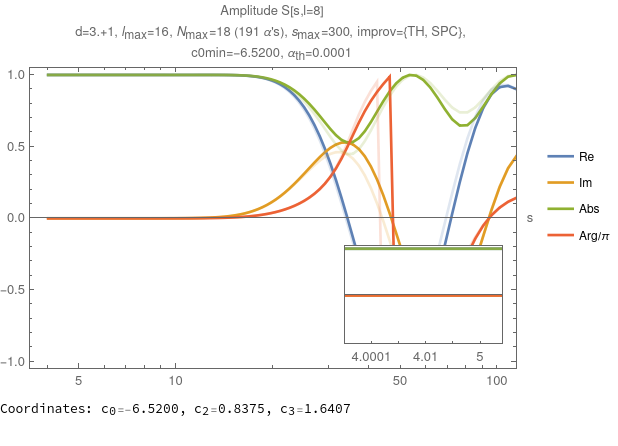 Amplitude S[s,l=8]
d=3.+1, lmax=16, Nmax=18 (191 α's), smax=300, improv={TH, SPC},
c0min=-6.5200, αth=0.0001
1.0
0.5
0.0
-0.5
-1.0
s
Re
Im
Abs
Arg/π
4.0001 4.01 5
5 10 50 100
Coordinates: c0=-6.5200, c2=0.8375, c3=1.6407